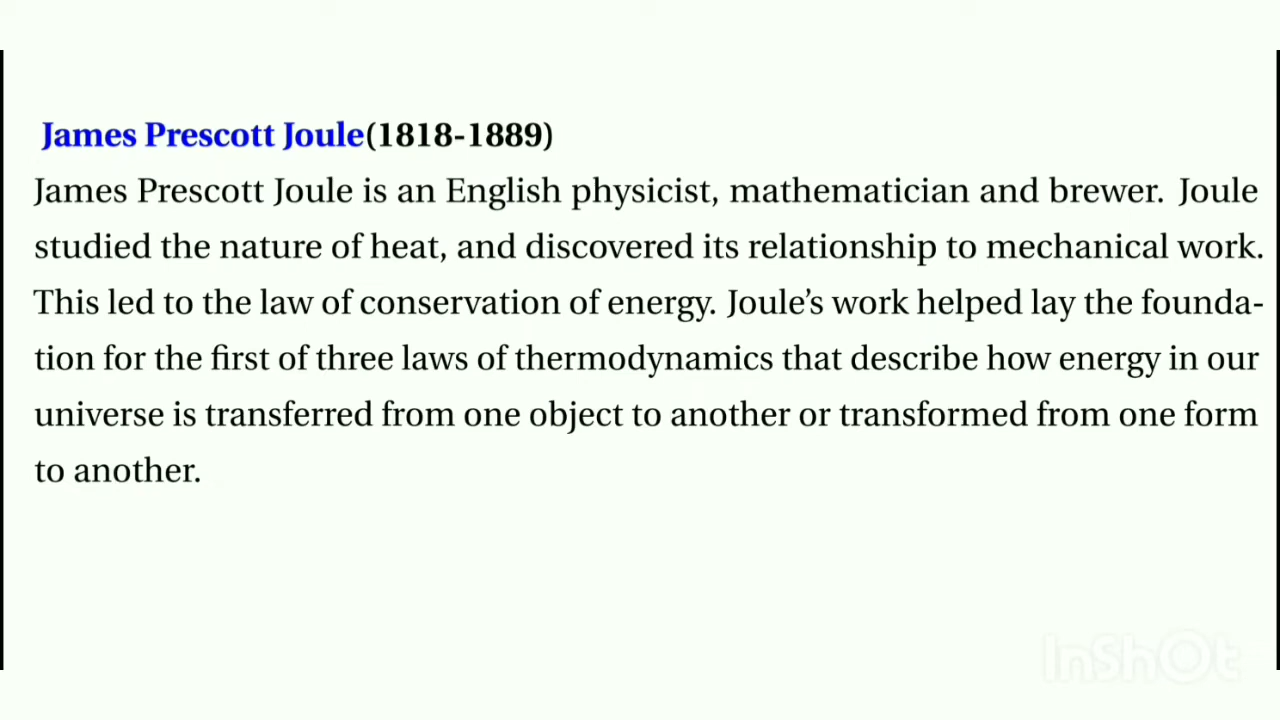 James Prescott Joule(1818-1889)
James Prescott Joule is an English physicist, mathematician and brewer. Joule
studied the nature of heat, and discovered its relationship to mechanical work.
This led to the law of conservation of energy. Joule’s work helped lay the founda-
tion for the first of three laws of thermodynamics that describe how energy in our
universe is transferred from one object to another or transformed from one form
to another.
InShOt